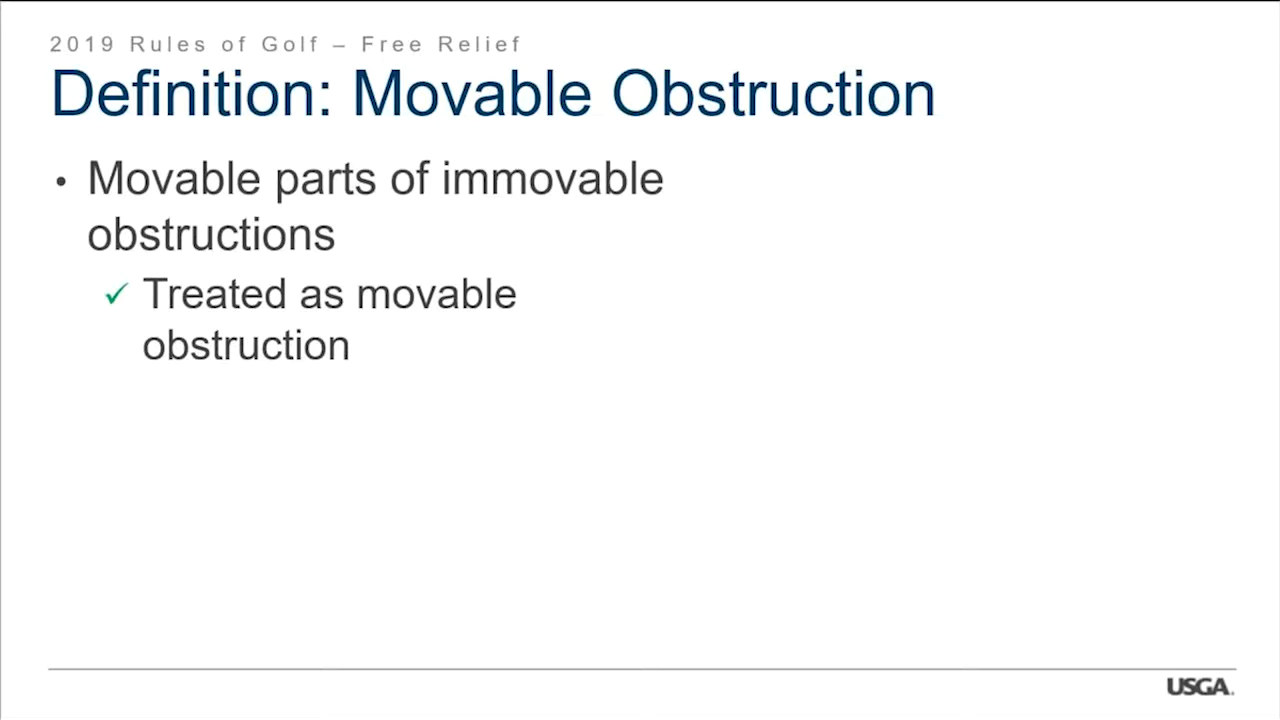 2019 Rules of Golf – Free Relief
Definition: Movable Obstruction
• Movable parts of immovable
obstructions
✓ Treated as movable
obstruction
USGA.